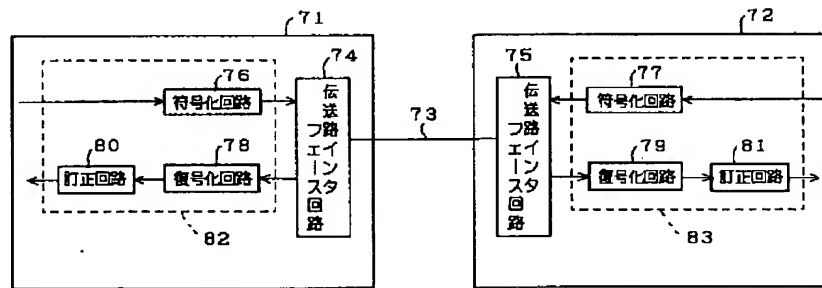 71
72
74
伝送路インタフェース回路
75
伝送路インタフェース回路
76
符号化回路
77
符号化回路
73
80
訂正回路
78
復号化回路
79
復号化回路
81
訂正回路
82
83